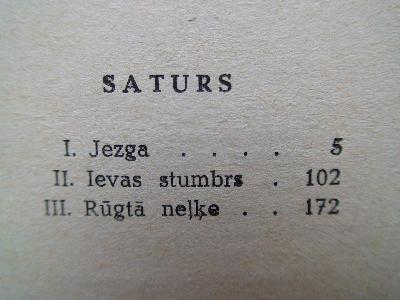 SATURS
I. Jezga . . . . 5
II. Ievas stumbrs . 102
III. Rūgtā neļķe . . 172